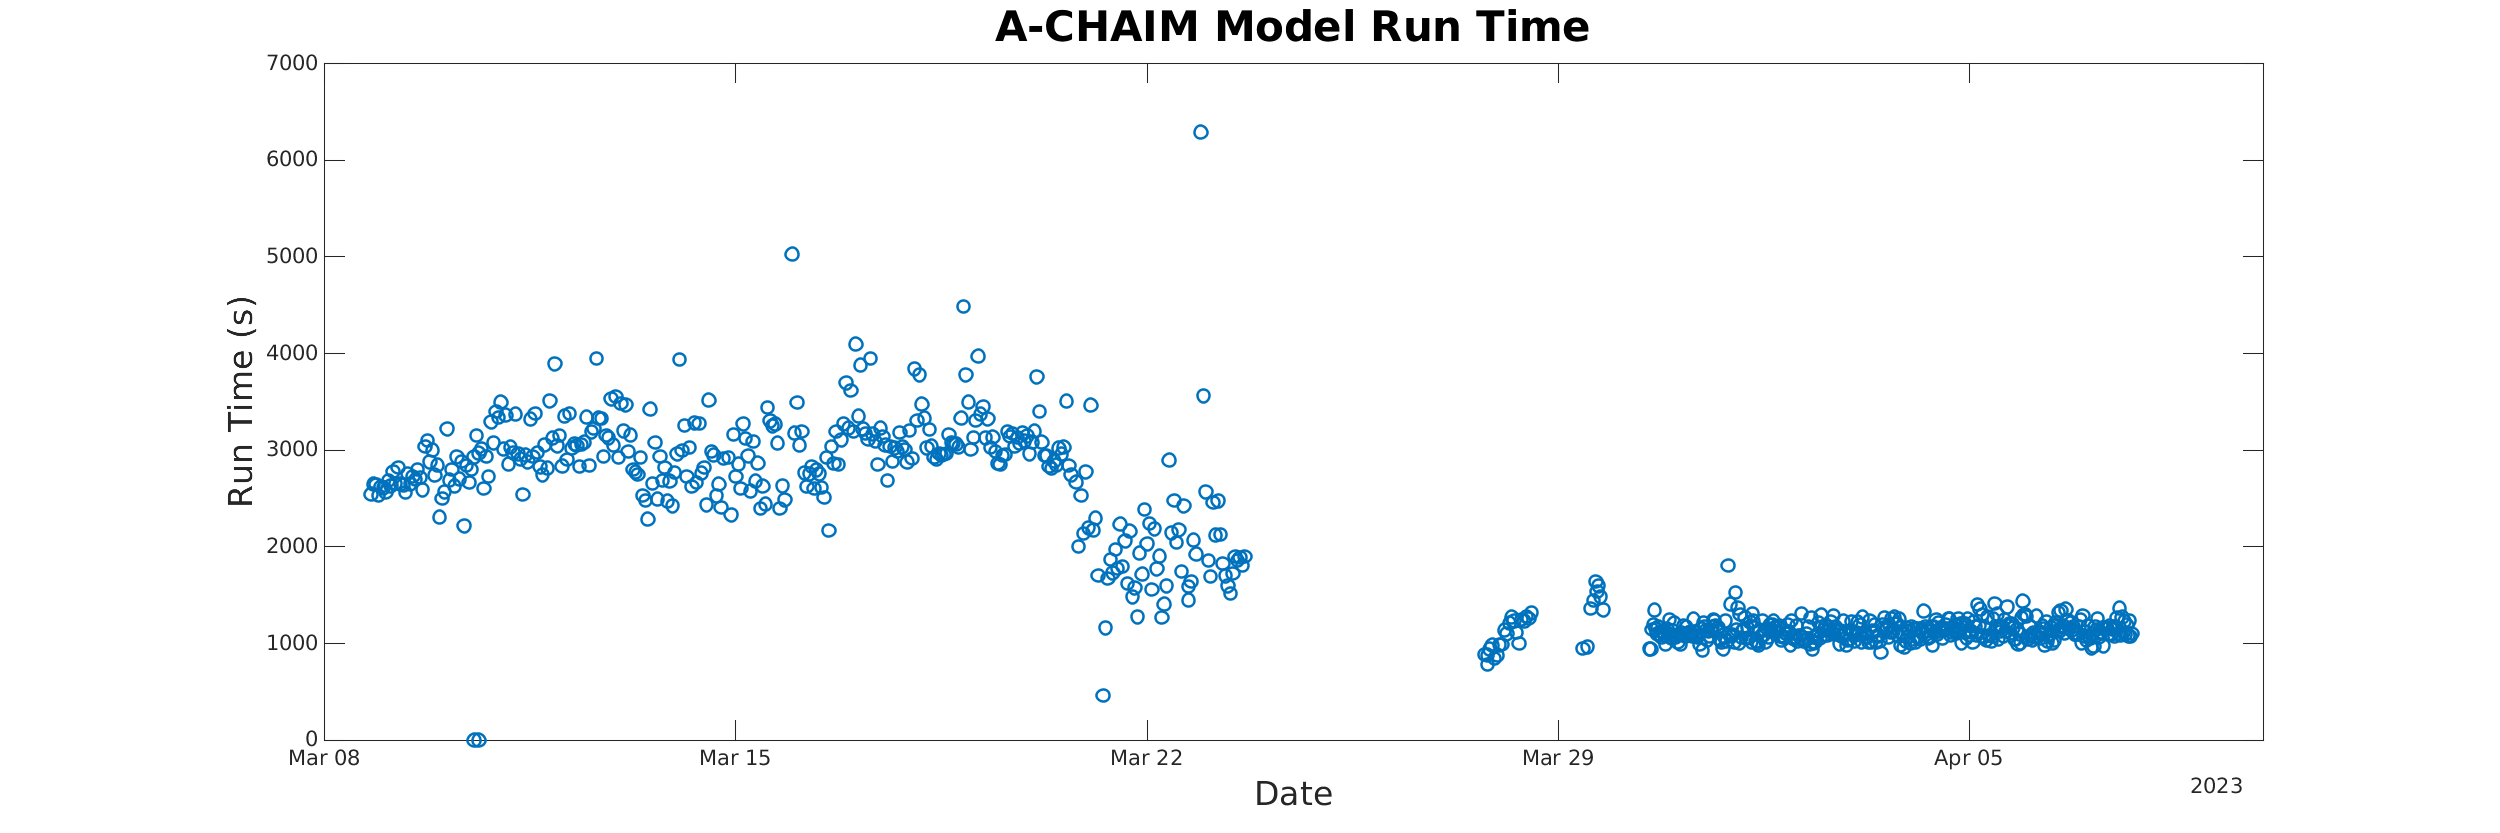 A-CHAIM Model Run Time
7000
6000
5000
4000
3000
2000
1000
0
Run Time (s)
Mar 08 Mar 15 Mar 22 Mar 29 Apr 05
2023
Date